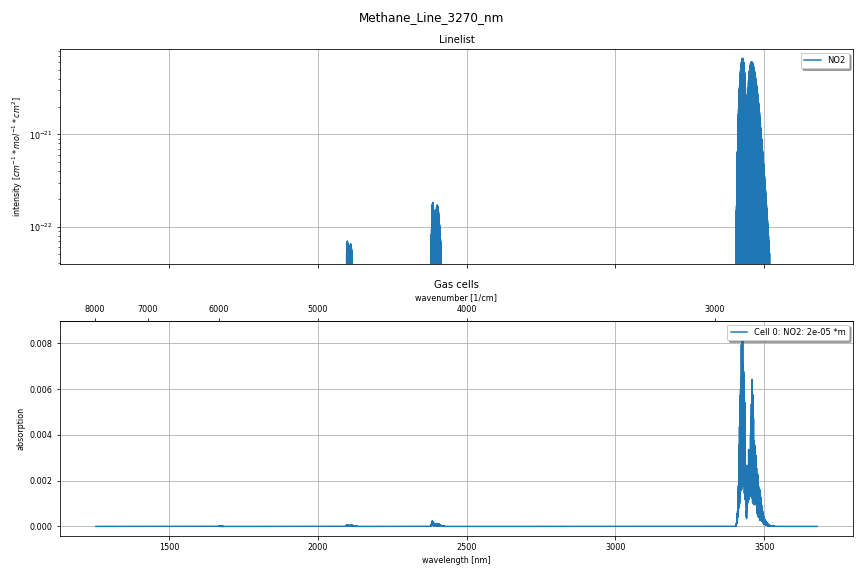 Methane_Line_3270_nm
Linelist
NO2
10⁻²¹
10⁻²²
intensity [cm⁻¹ * mol⁻¹ * cm²]
Gas cells
wavenumber [1/cm]
8000 7000 6000 5000 4000 3000
Cell 0: NO2: 2e-05 *m
0.008
0.006
0.004
0.002
0.000
absorption
1500 2000 2500 3000 3500
wavelength [nm]